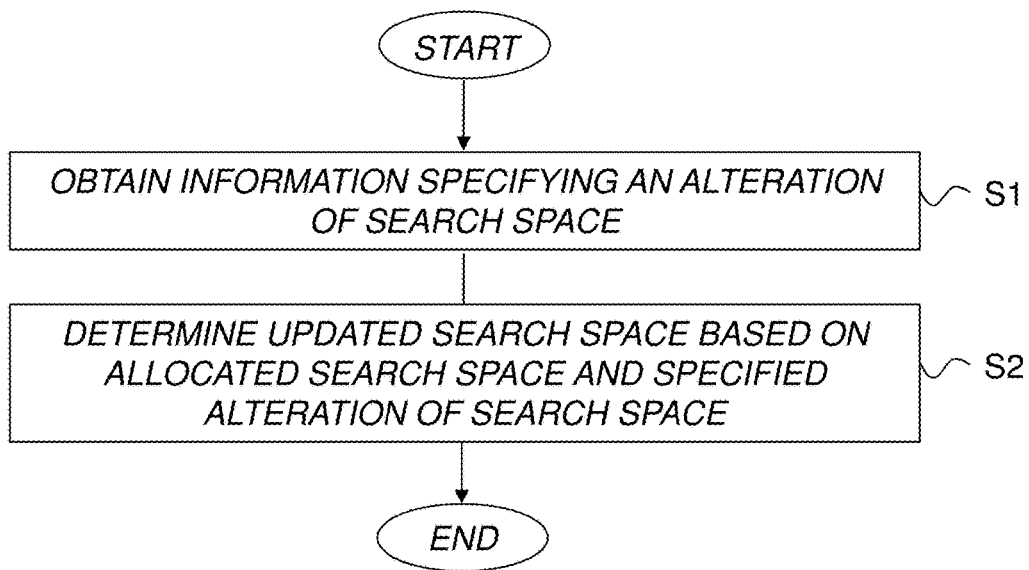 START
OBTAIN INFORMATION SPECIFYING AN ALTERATION
OF SEARCH SPACE
S1
DETERMINE UPDATED SEARCH SPACE BASED ON
ALLOCATED SEARCH SPACE AND SPECIFIED
ALTERATION OF SEARCH SPACE
S2
END